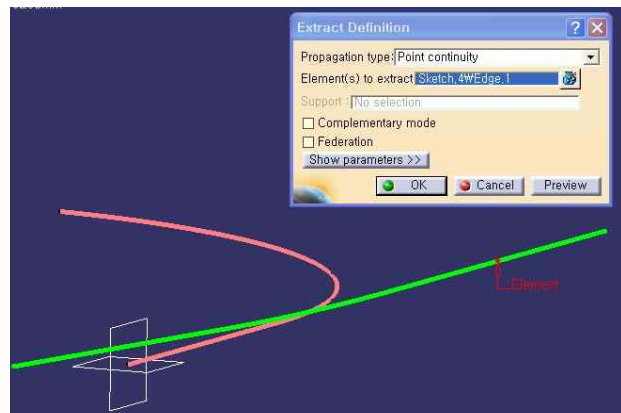 Extract Definition
Propagation type: Point continuity
Element(s) to extract Sketch,4₩Edge,1
Support : No selection
Complementary mode
Federation
Show parameters >>
OK Cancel Preview
Element